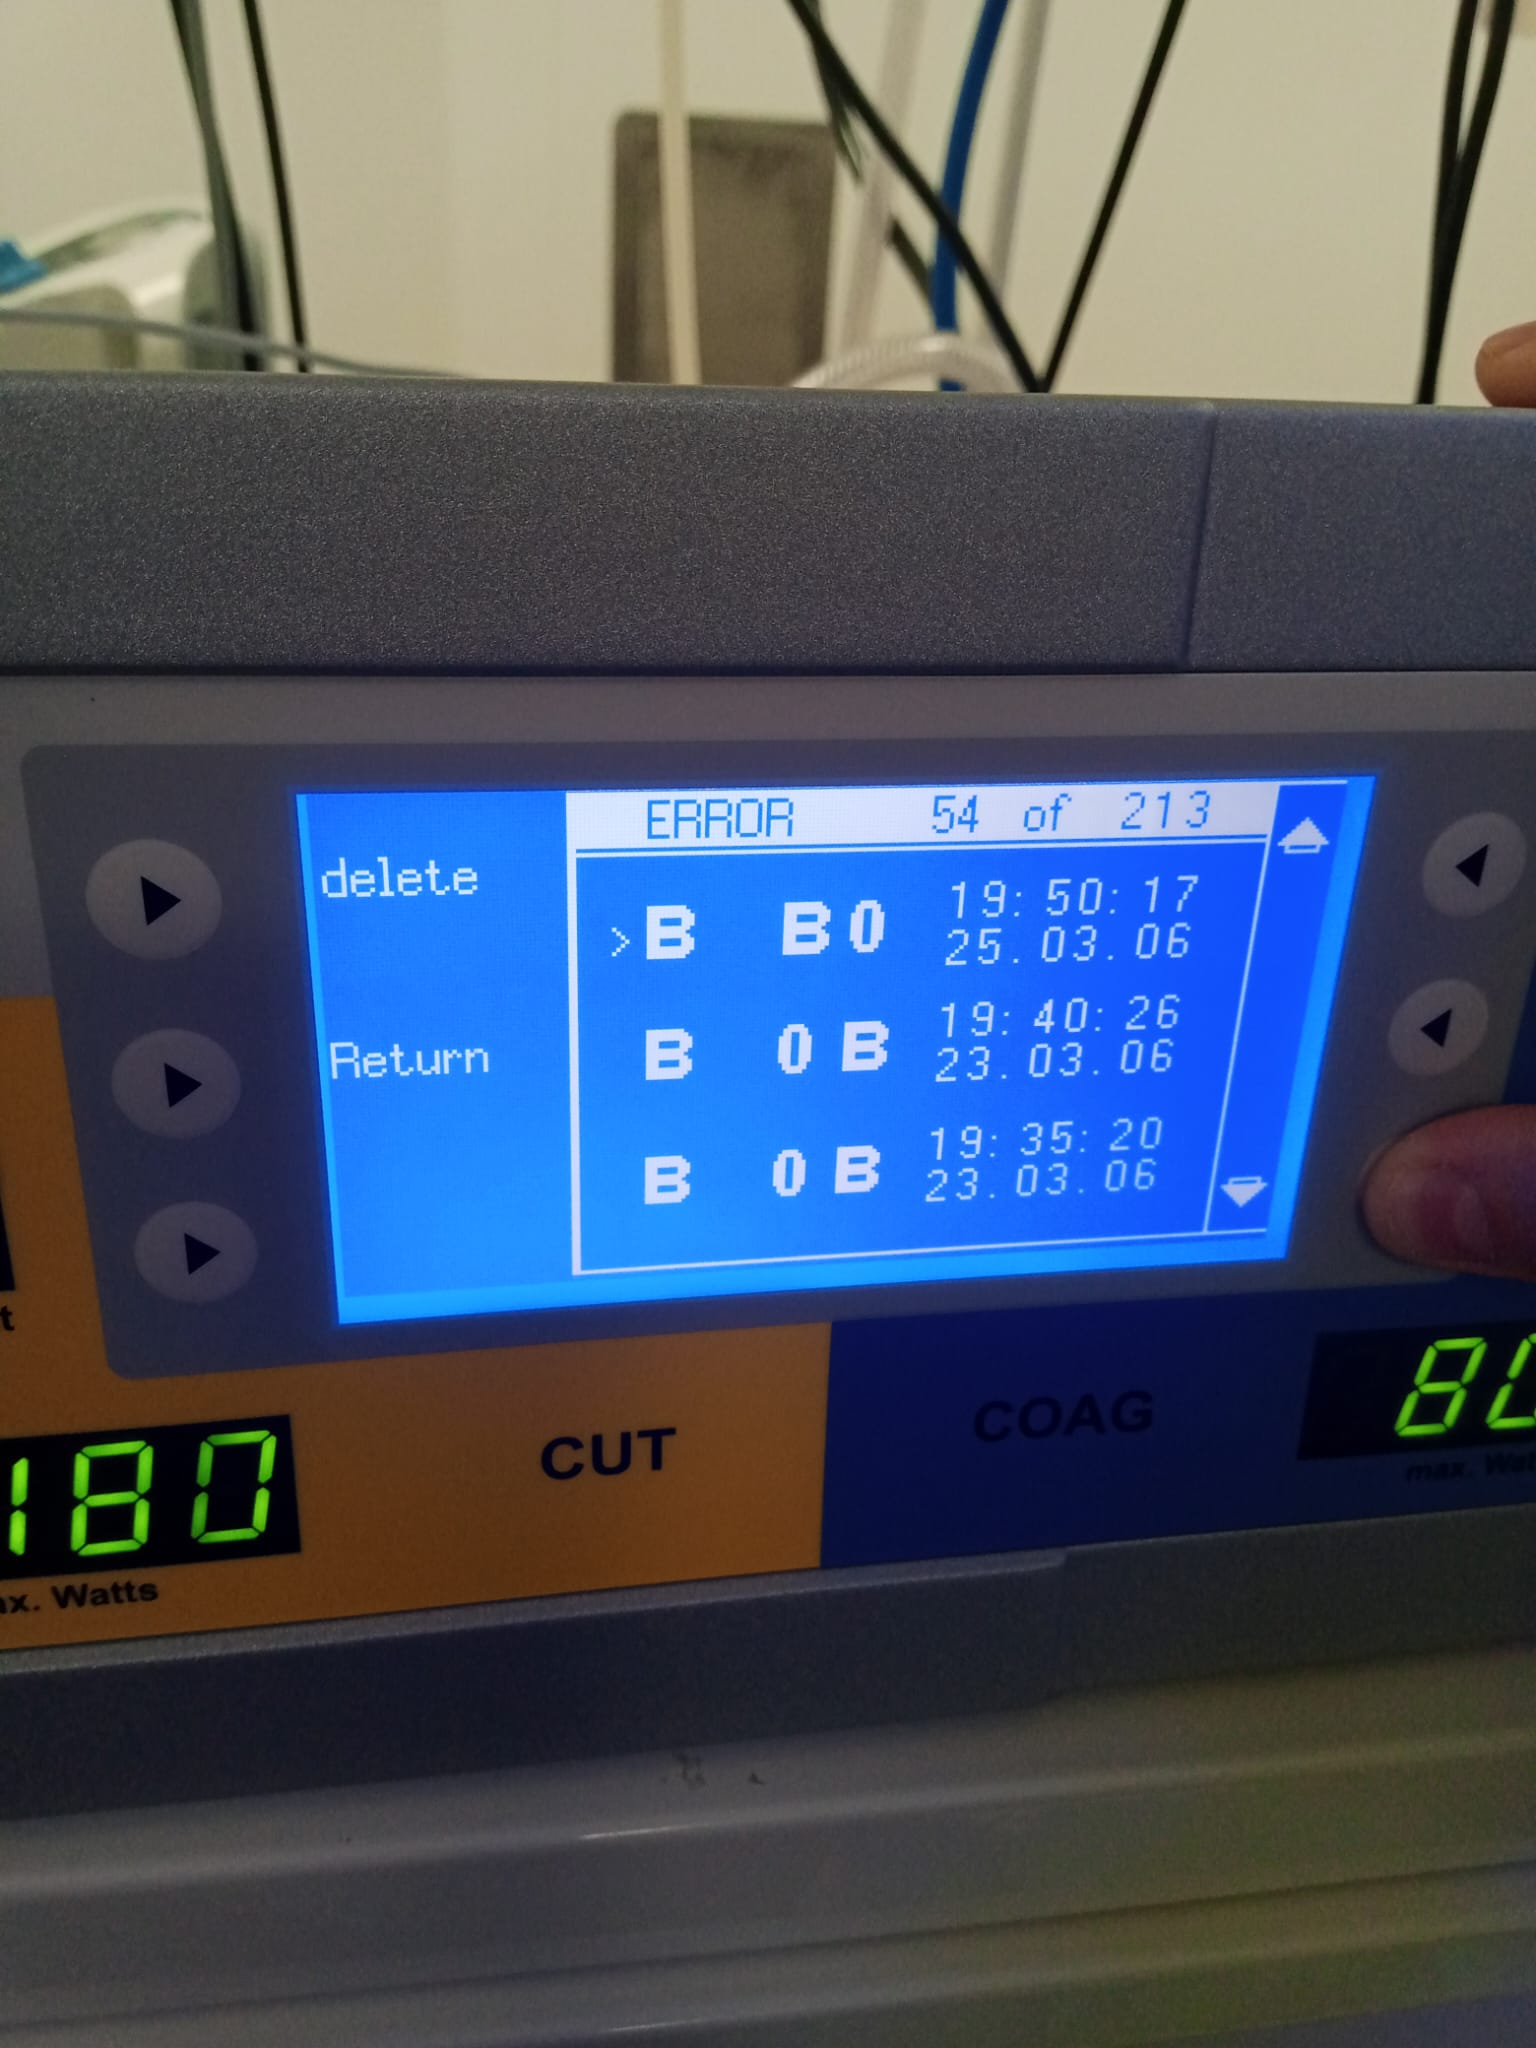 ERROR 54 of 213
delete
>B B0 19:50:17
25.03.06
B 0B 19:40:26
23.03.06
Return
B 0B 19:35:20
23.03.06
180
CUT
COAG
max. Watts